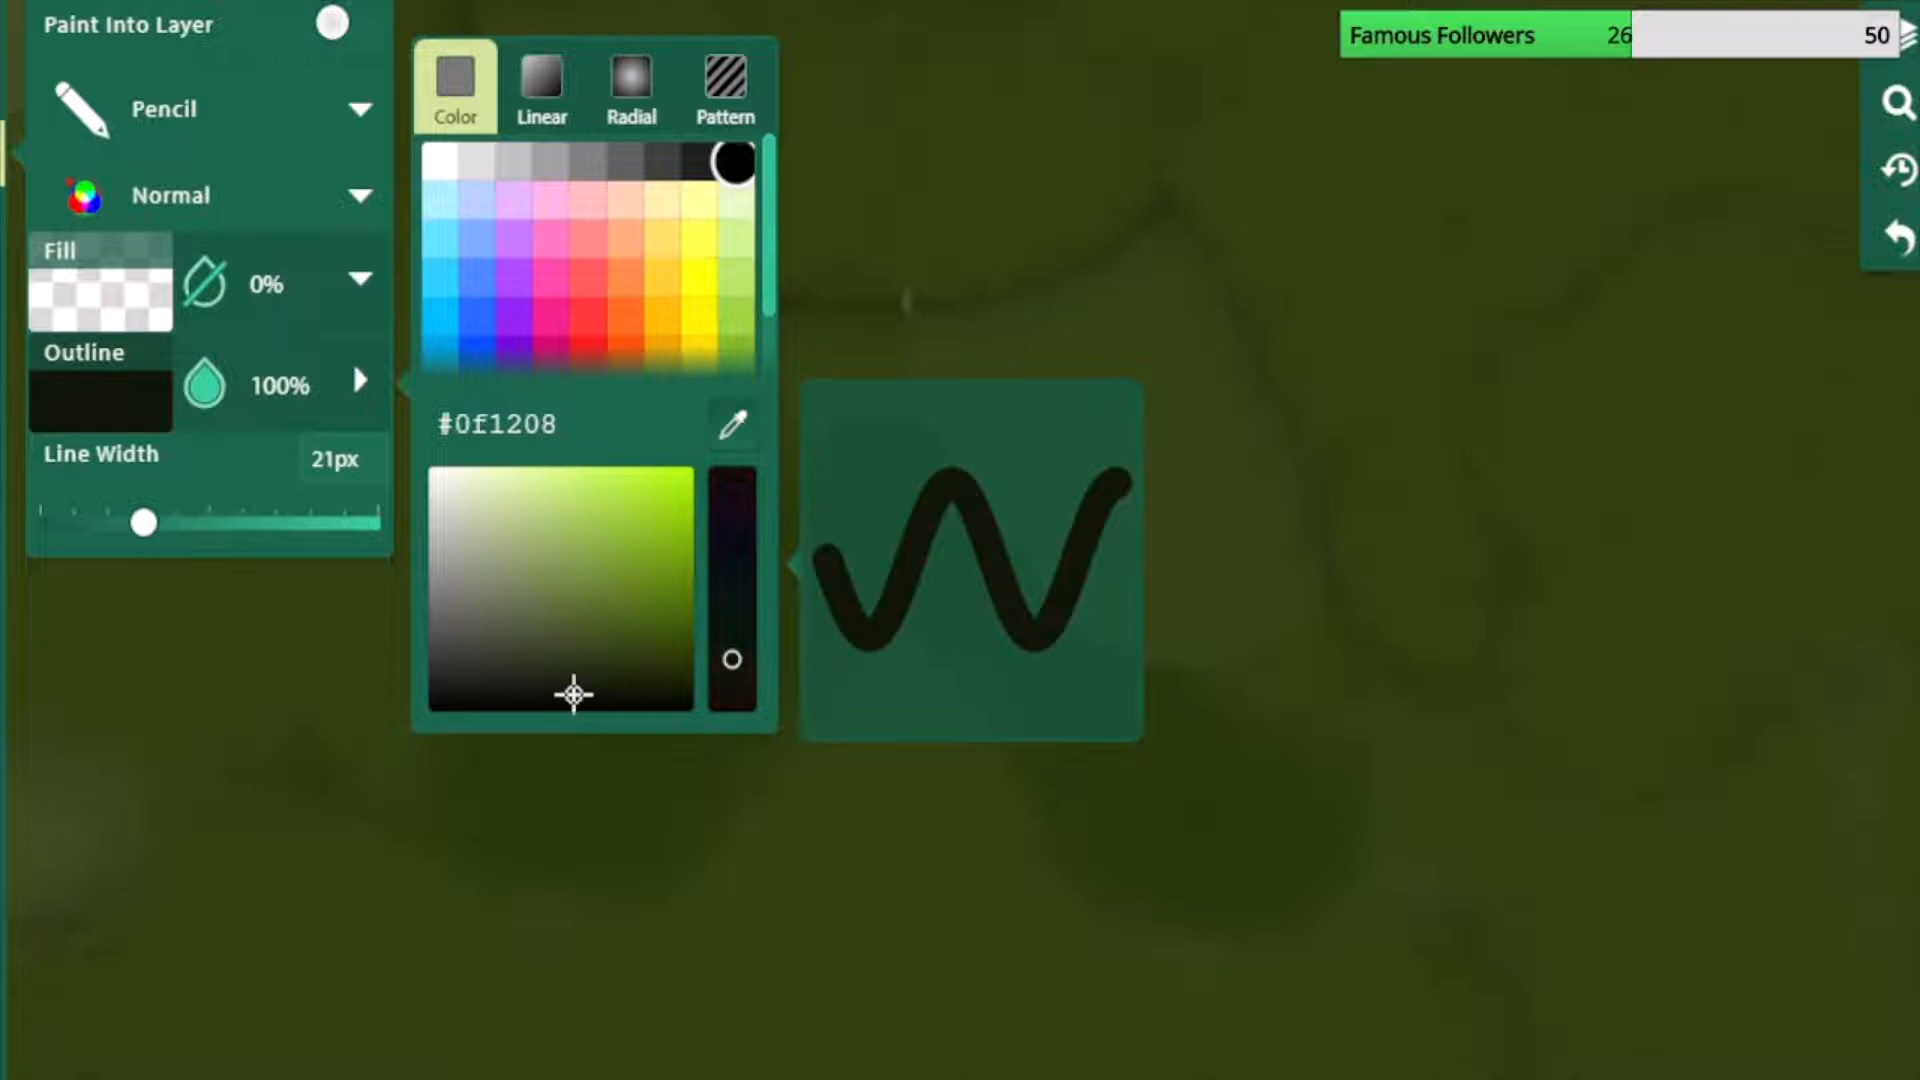 Paint Into Layer
Pencil
Normal
Fill
0%
Outline
100%
Line Width
21px
Color
Linear
Radial
Pattern
#0f1208
Famous Followers 26 50